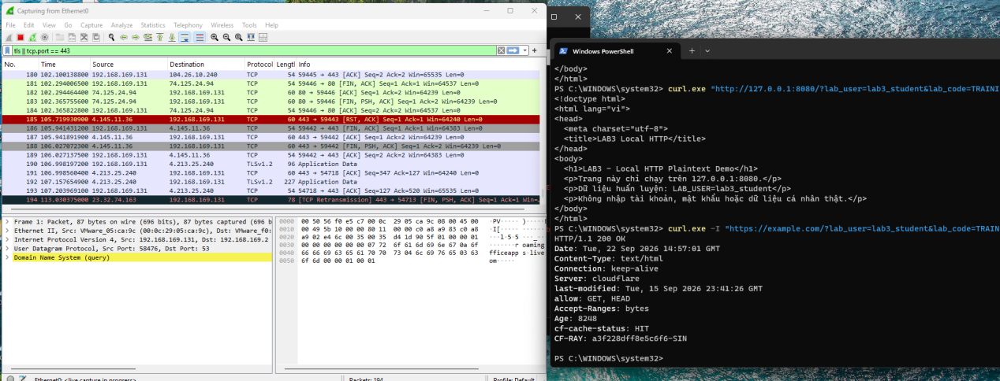 Capturing from Ethernet0
File Edit View Go Capture Analyze Statistics Telephony Wireless Tools Help
tls || tcp.port == 443
No. Time Source Destination Protocol Lengtl Info
180 102.100138800 192.168.169.131 104.26.10.240 TCP 54 59445 → 443 [ACK] Seq=2 Ack=2 Win=65535 Len=0
181 102.294006500 192.168.169.131 74.125.24.94 TCP 54 59446 → 80 [FIN, ACK] Seq=1 Ack=1 Win=64537 Len=0
182 102.294464400 74.125.24.94 192.168.169.131 TCP 60 80 → 59446 [ACK] Seq=1 Ack=2 Win=64239 Len=0
183 102.365755600 74.125.24.94 192.168.169.131 TCP 60 80 → 59446 [FIN, PSH, ACK] Seq=1 Ack=2 Win=64239 Len=0
184 102.365822800 192.168.169.131 74.125.24.94 TCP 54 59446 → 80 [ACK] Seq=2 Ack=2 Win=64537 Len=0
185 105.719930900 4.145.11.36 192.168.169.131 TCP 60 443 → 59443 [RST, ACK] Seq=1 Ack=1 Win=64240 Len=0
186 105.941431200 192.168.169.131 4.145.11.36 TCP 54 59442 → 443 [FIN, ACK] Seq=1 Ack=1 Win=64383 Len=0
187 105.941891900 4.145.11.36 192.168.169.131 TCP 60 443 → 59442 [ACK] Seq=1 Ack=2 Win=64239 Len=0
188 106.027072300 4.145.11.36 192.168.169.131 TCP 60 443 → 59442 [FIN, PSH, ACK] Seq=1 Ack=2 Win=64239 Len=0
189 106.027137500 192.168.169.131 4.145.11.36 TCP 54 59442 → 443 [ACK] Seq=2 Ack=2 Win=64383 Len=0
190 106.998197200 192.168.169.131 4.213.25.240 TLSv1.2 96 Application Data
191 106.998560400 4.213.25.240 192.168.169.131 TCP 60 443 → 54718 [ACK] Seq=347 Ack=127 Win=64240 Len=0
192 107.157654900 4.213.25.240 192.168.169.131 TLSv1.2 227 Application Data
193 107.203969100 192.168.169.131 4.213.25.240 TCP 54 54718 → 443 [ACK] Seq=127 Ack=520 Win=65535 Len=0
194 113.030375000 23.32.74.163 192.168.169.131 TCP 78 [TCP Retransmission] 443 → 54713 [FIN, PSH, ACK] Seq=1 Ack=1 Win=
Frame 1: Packet, 87 bytes on wire (696 bits), 87 bytes captured (696 b
Ethernet II, Src: VMware_05:ca:9c (00:0c:29:05:ca:9c), Dst: VMware_f0:
Internet Protocol Version 4, Src: 192.168.169.131, Dst: 192.168.169.2
User Datagram Protocol, Src Port: 58476, Dst Port: 53
Domain Name System (query)
0000 00 50 56 f0 e5 c7 00 0c 29 05 ca 9c 08 00 45 00 ·PV·····)·····E·
0010 00 49 5b 10 00 00 80 11 00 00 c0 a8 a9 83 c0 a8 ·I[·············
0020 a9 02 e4 6c 00 35 00 35 d4 1d 90 5f 01 00 00 01 ···l·5·5···_····
0030 00 00 00 00 00 00 07 72 6f 61 6d 69 6e 67 0a 6f ·······roaming·o
0040 66 66 69 63 65 61 70 70 73 04 6c 69 76 65 03 63 fficeapps·live·c
0050 6f 6d 00 00 01 00 01 om·····
Ethernet0: <live capture in progress>
Packets: 194
Profile: Default
Windows PowerShell
</body>
</html>
PS C:\WINDOWS\system32> curl.exe "http://127.0.0.1:8080/?lab_user=lab3_student&lab_code=TRAINI
<!doctype html>
<html lang="vi">
<head>
<meta charset="utf-8">
<title>LAB3 Local HTTP</title>
</head>
<body>
<h1>LAB3 - Local HTTP Plaintext Demo</h1>
<p>Trang này chỉ chạy trên 127.0.0.1:8080.</p>
<p>Dữ liệu huấn luyện: LAB_USER=lab3_student</p>
<p>Không nhập tài khoản, mật khẩu hoặc dữ liệu cá nhân thật.</p>
</body>
</html>
PS C:\WINDOWS\system32> curl.exe -I "https://example.com/?lab_user=lab3_student&lab_code=TRAIN
HTTP/1.1 200 OK
Date: Tue, 22 Sep 2026 14:57:01 GMT
Content-Type: text/html
Connection: keep-alive
Server: cloudflare
last-modified: Tue, 15 Sep 2026 23:41:26 GMT
allow: GET, HEAD
Accept-Ranges: bytes
Age: 8248
cf-cache-status: HIT
CF-RAY: a3f228dff8e5c6f6-SIN
PS C:\WINDOWS\system32>